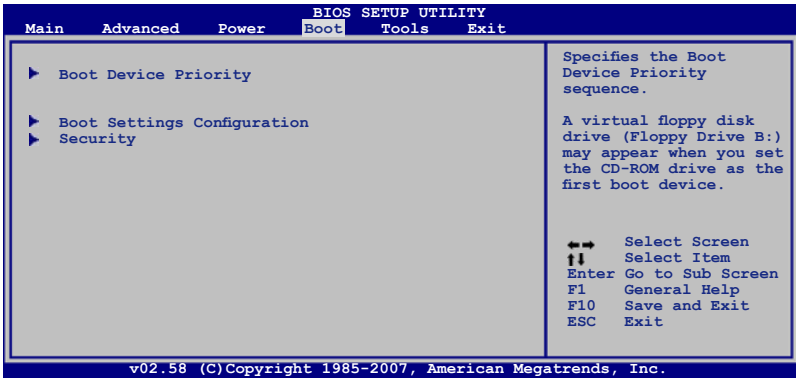 BIOS SETUP UTILITY
Main Advanced Power Boot Tools Exit
Boot Device Priority
Boot Settings Configuration
Security
Specifies the Boot
Device Priority
sequence.
A virtual floppy disk
drive (Floppy Drive B:)
may appear when you set
the CD-ROM drive as the
first boot device.
←→ Select Screen
↑↓ Select Item
Enter Go to Sub Screen
F1 General Help
F10 Save and Exit
ESC Exit
v02.58 (C)Copyright 1985-2007, American Megatrends, Inc.